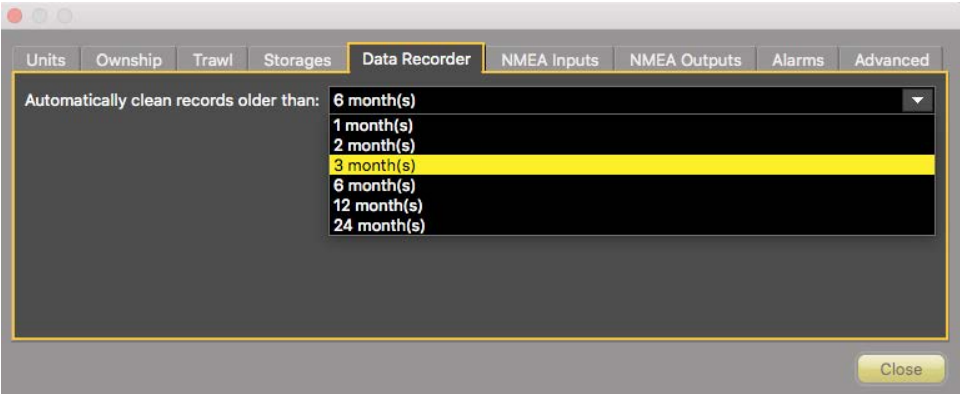 Units Ownship Trawl Storages Data Recorder NMEA Inputs NMEA Outputs Alarms Advanced
Automatically clean records older than: 6 month(s)
1 month(s)
2 month(s)
3 month(s)
6 month(s)
12 month(s)
24 month(s)
Close